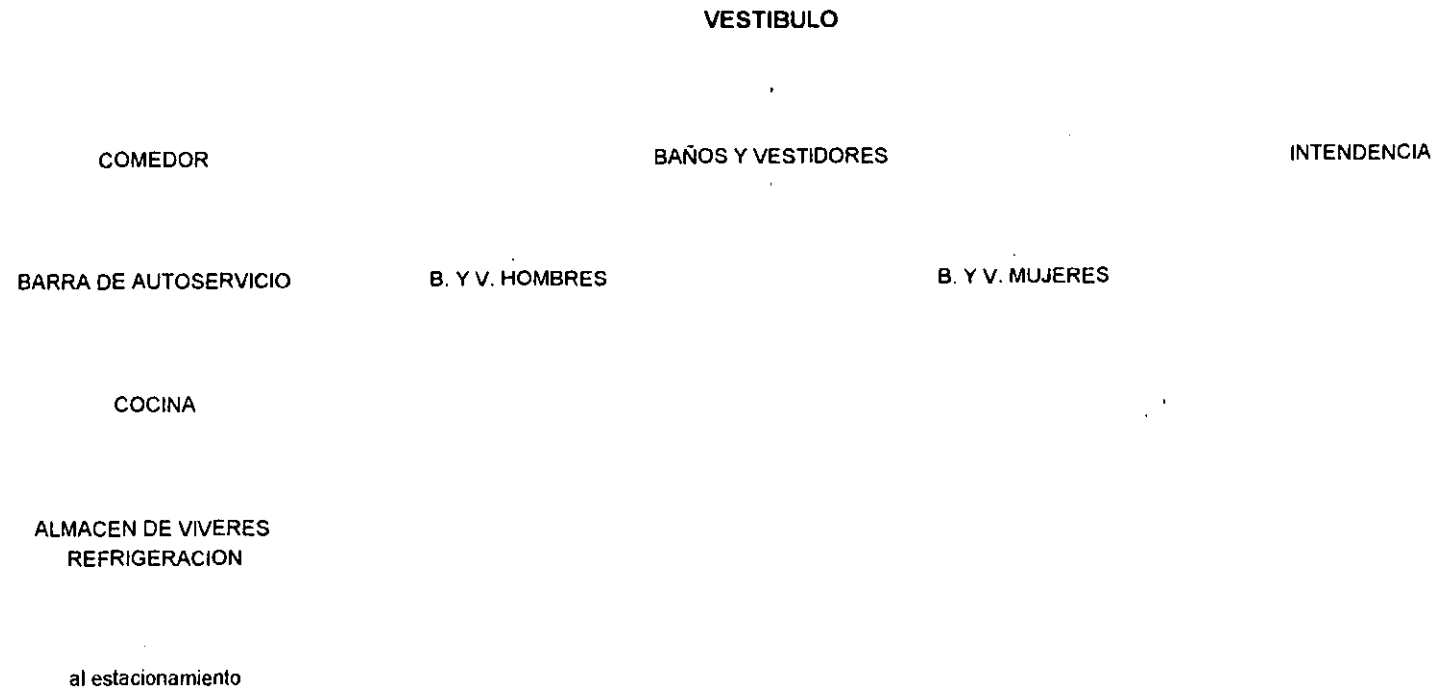 VESTIBULO
COMEDOR
BAÑOS Y VESTIDORES
INTENDENCIA
BARRA DE AUTOSERVICIO
B. Y V. HOMBRES
B. Y V. MUJERES
COCINA
ALMACEN DE VIVERES
REFRIGERACION
al estacionamiento